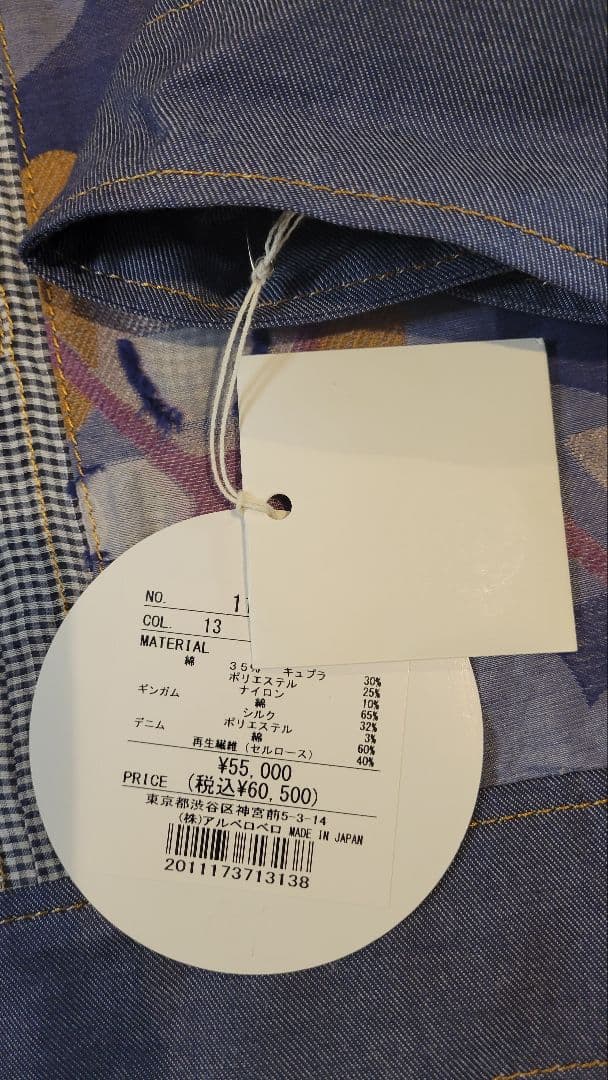 NO. 11
COL. 13
MATERIAL
綿 35% キュプラ 30%
ポリエステル 25%
ナイロン 10%
ギンガム 綿 65%
シルク 32%
ポリエステル 3%
デニム 綿 60%
再生繊維(セルロース) 40%
¥55,000
PRICE (税込¥60,500)
東京都渋谷区神宮前5-3-14
(株)アルベロベロ MADE IN JAPAN
2011173713138